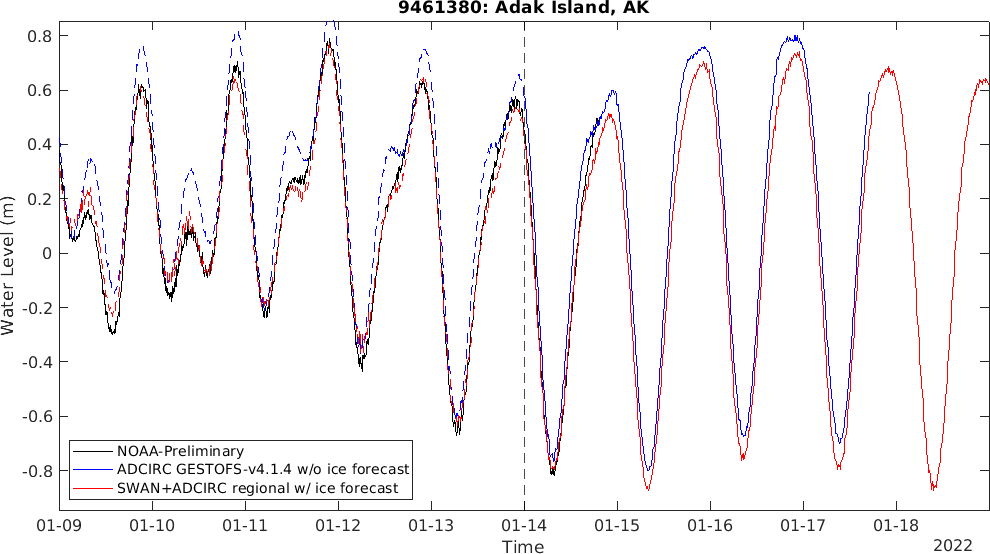 9461380: Adak Island, AK
0.8
0.6
0.4
0.2
0
-0.2
-0.4
-0.6
-0.8
Water Level (m)
NOAA-Preliminary
ADCIRC GESTOFS-v4.1.4 w/o ice forecast
SWAN+ADCIRC regional w/ ice forecast
01-09 01-10 01-11 01-12 01-13 01-14 01-15 01-16 01-17 01-18
Time
2022